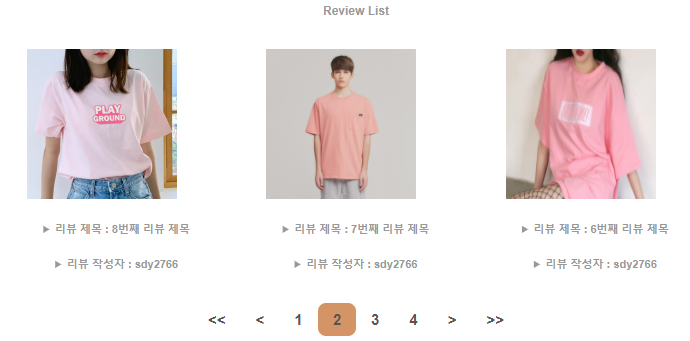 Review List
PLAY
GROUND
▶ 리뷰 제목 : 8번째 리뷰 제목
▶ 리뷰 제목 : 7번째 리뷰 제목
▶ 리뷰 제목 : 6번째 리뷰 제목
▶ 리뷰 작성자 : sdy2766
▶ 리뷰 작성자 : sdy2766
▶ 리뷰 작성자 : sdy2766
<< < 1 2 3 4 > >>